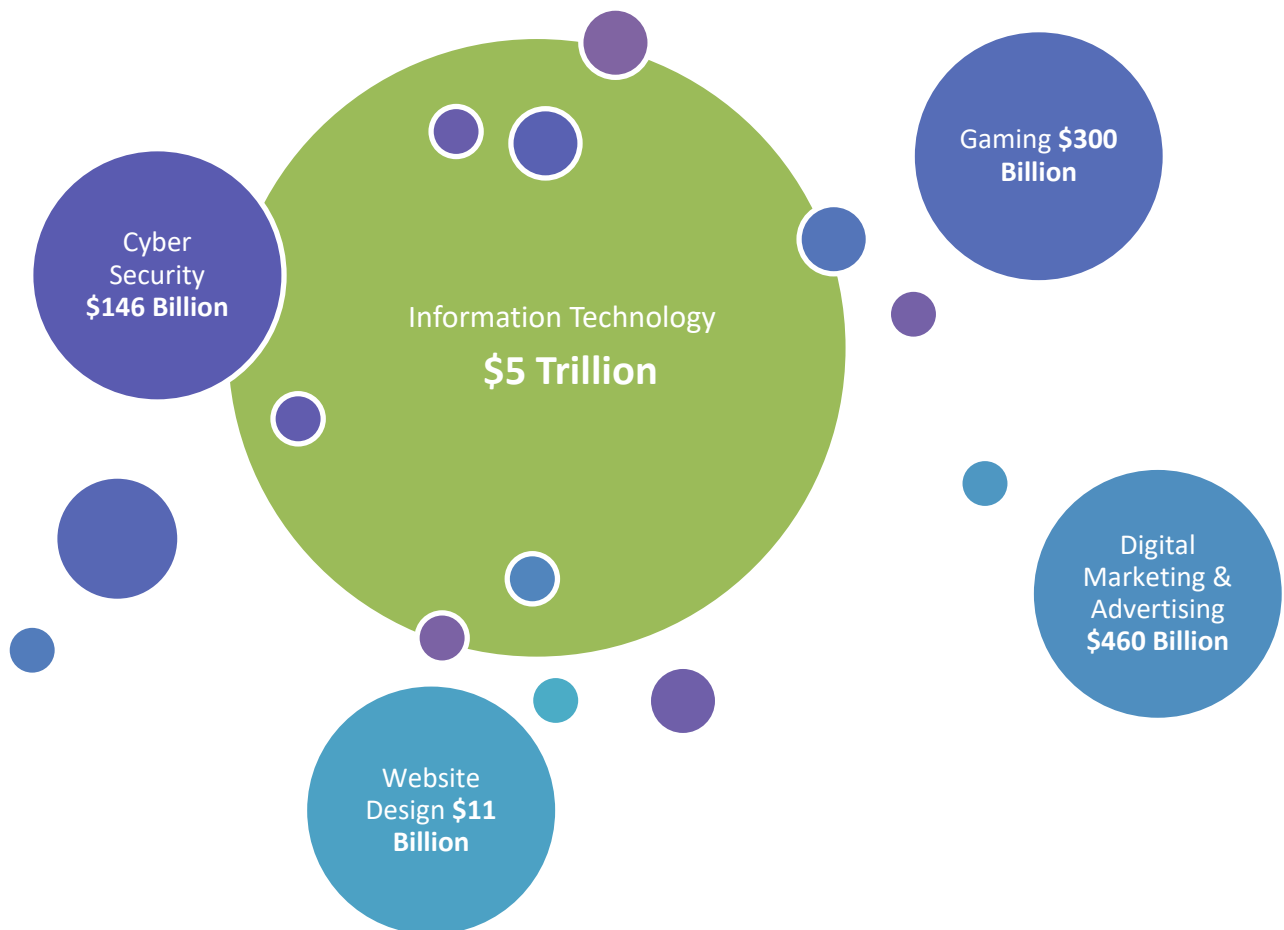 Gaming $300
Billion
Cyber
Security
$146 Billion
Information Technology
$5 Trillion
Digital
Marketing &
Advertising
$460 Billion
Website
Design $11
Billion